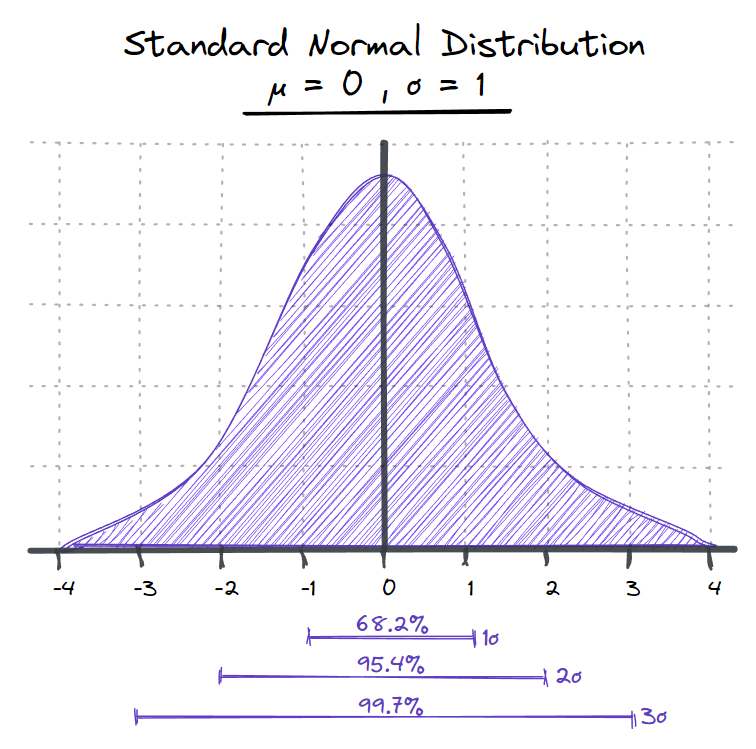 Standard Normal Distribution
μ = 0 , σ = 1
-4 -3 -2 -1 0 1 2 3 4
68.2% 1σ
95.4% 2σ
99.7% 3σ